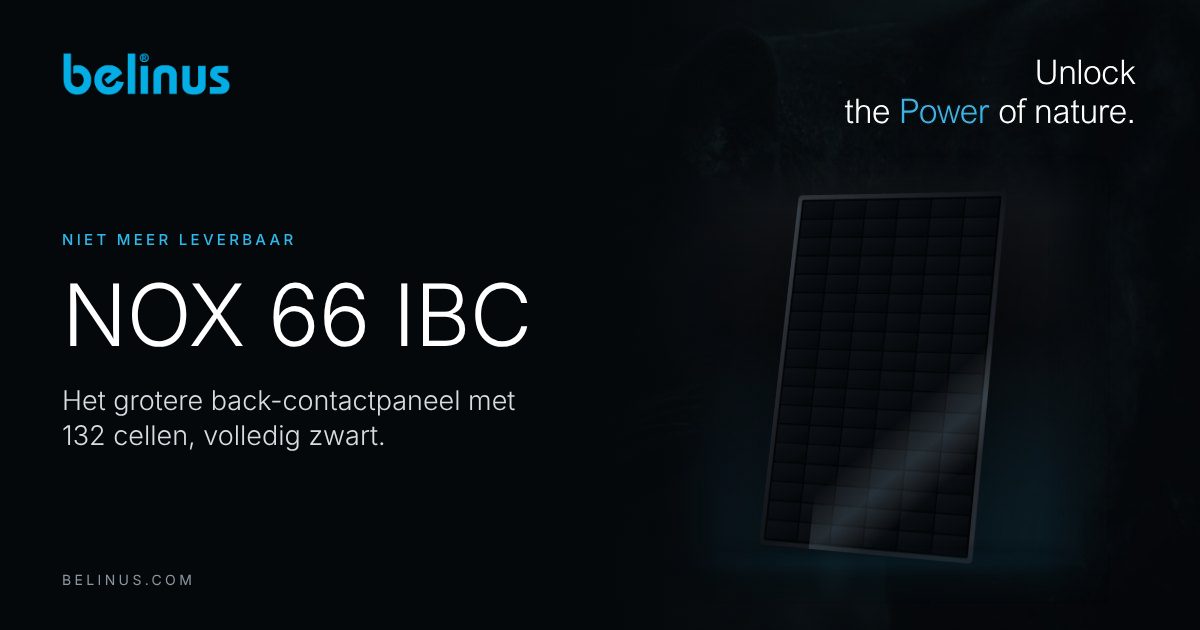 belinus®
Unlock
the Power of nature.
NIET MEER LEVERBAAR
NOX 66 IBC
Het grotere back-contactpaneel met
132 cellen, volledig zwart.
BELINUS.COM